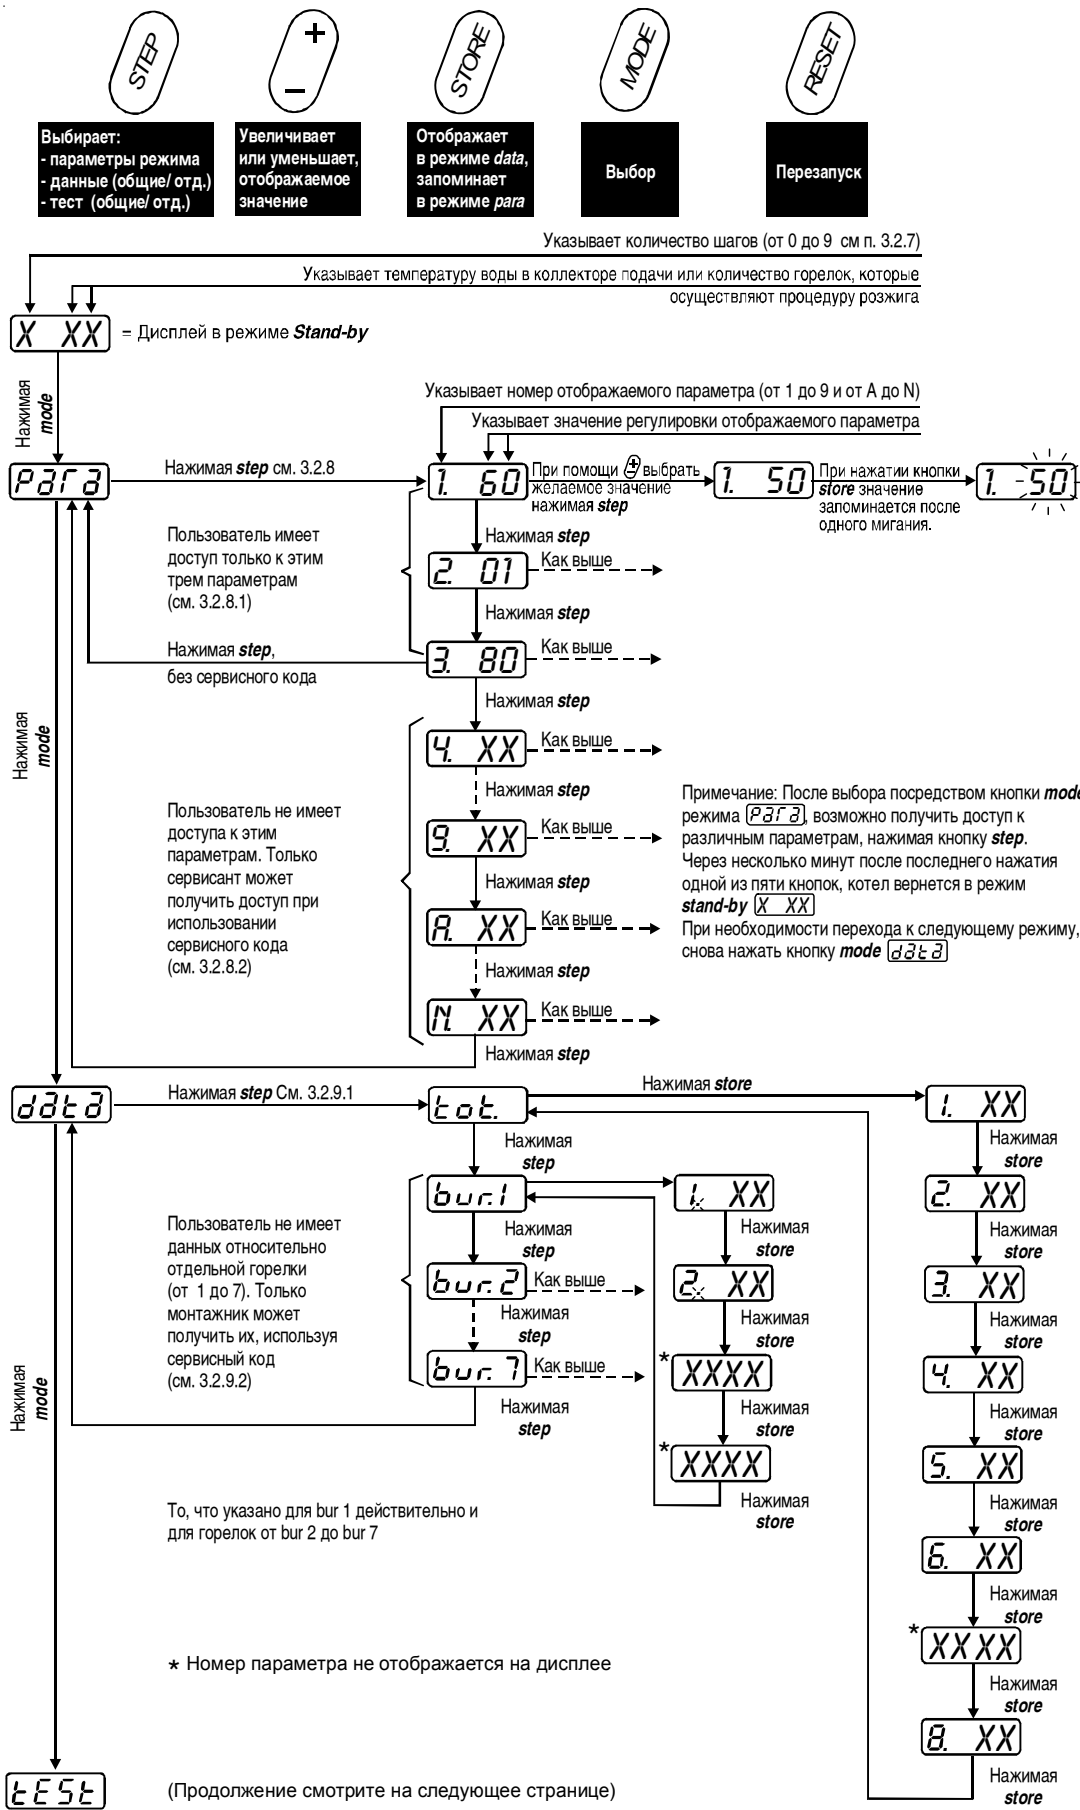 STEP
+
−
STORE
MODE
RESET
Выбирает:
- параметры режима
- данные (общие/ отд.)
- тест (общие/ отд.)
Увеличивает
или уменьшает,
отображаемое
значение
Отображает
в режиме data,
запоминает
в режиме para
Выбор
Перезапуск
Указывает количество шагов (от 0 до 9 см п. 3.2.7)
Указывает температуру воды в коллекторе подачи или количество горелок, которые
осуществляют процедуру розжига
X XX
= Дисплей в режиме Stand-by
Нажимая
mode
Указывает номер отображаемого параметра (от 1 до 9 и от А до N)
Указывает значение регулировки отображаемого параметра
Para
Нажимая step см. 3.2.8
1. 60
При помощи ± выбрать
желаемое значение
нажимая step
1. 50
При нажатии кнопки
store значение
запоминается после
одного мигания.
1. 50
Нажимая step
Пользователь имеет
доступ только к этим
трем параметрам
(см. 3.2.8.1)
2. 01
Как выше
Нажимая step
Нажимая step,
без сервисного кода
3. 80
Как выше
Нажимая step
Нажимая
mode
4. XX
Как выше
Нажимая step
Пользователь не имеет
доступа к этим
параметрам. Только
сервисант может
получить доступ при
использовании
сервисного кода
(см. 3.2.8.2)
9. XX
Как выше
Нажимая step
A. XX
Как выше
Нажимая step
N. XX
Как выше
Нажимая step
Примечание: После выбора посредством кнопки mode
режима Para, возможно получить доступ к
различным параметрам, нажимая кнопку step.
Через несколько минут после последнего нажатия
одной из пяти кнопок, котел вернется в режим
stand-by X XX
При необходимости перехода к следующему режиму,
снова нажать кнопку mode data
data
Нажимая step См. 3.2.9.1
tot.
Нажимая store
1. XX
Нажимая
store
2. XX
Нажимая
store
3. XX
Нажимая
store
4. XX
Нажимая
store
5. XX
Нажимая
store
6. XX
Нажимая
store
* XXXX
Нажимая
store
8. XX
Нажимая
store
Нажимая
step
bur.1
Нажимая
step
bur.2
Как выше
Нажимая
step
bur.7
Как выше
Нажимая
step
1. XX
Нажимая
store
2. XX
Нажимая
store
* XXXX
Нажимая
store
* XXXX
Нажимая
store
Пользователь не имеет
данных относительно
отдельной горелки
(от 1 до 7). Только
монтажник может
получить их, используя
сервисный код
(см. 3.2.9.2)
Нажимая
mode
То, что указано для bur 1 действительно и
для горелок от bur 2 до bur 7
* Номер параметра не отображается на дисплее
tESt
(Продолжение смотрите на следующее странице)